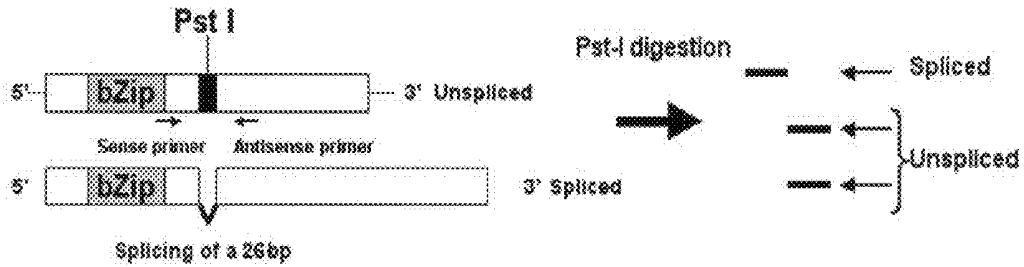 Pst I
5' bZip 3' Unspliced
Sense primer Antisense primer
5' bZip 3' Spliced
Splicing of a 26bp
Pst-I digestion
Spliced
Unspliced